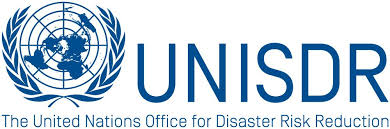 UNISDR
The United Nations Office for Disaster Risk Reduction